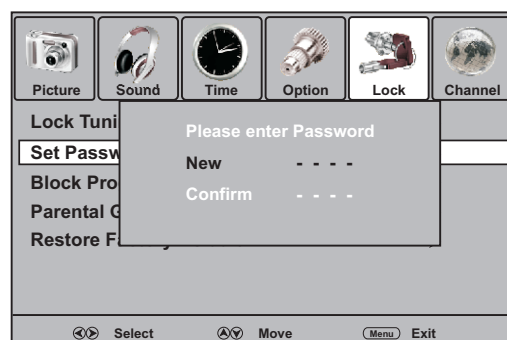 Picture Sound Time Option Lock Channel
Lock Tuni
Set Passw
Block Pro
Parental G
Restore F
Please enter Password
New - - - -
Confirm - - - -
Select Move Menu Exit